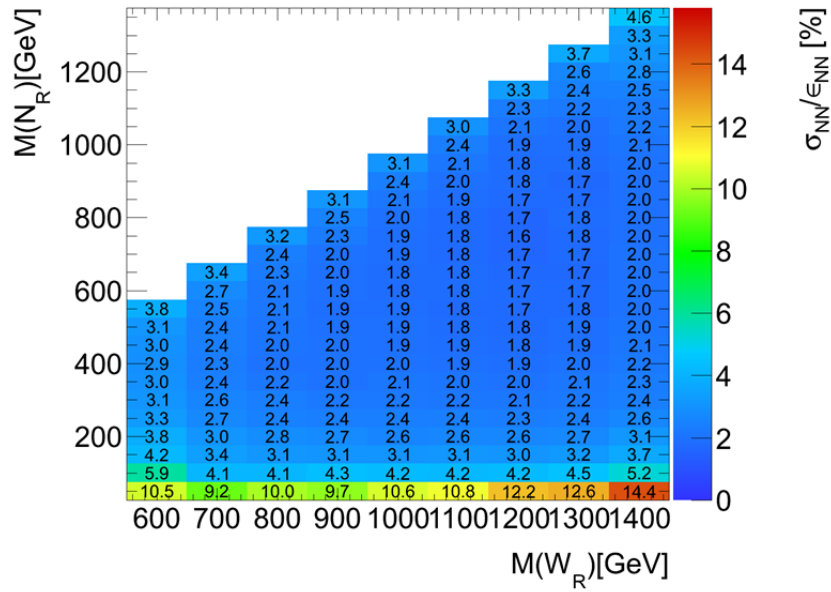 M(N_R)[GeV]
σ_NN/ϵ_NN [%]
4.6
3.3
3.7 3.1
1200 2.6 2.8
3.3 2.4 2.5 14
2.3 2.2 2.3
3.0 2.1 2.0 2.2 12
1000 2.4 1.9 1.9 2.1
3.1 2.1 1.8 1.8 2.0
2.4 2.0 1.8 1.7 2.0 10
3.1 2.1 1.9 1.7 1.7 2.0
800 2.5 2.0 1.8 1.7 1.8 2.0
3.2 2.3 1.9 1.8 1.6 1.8 2.0 8
2.4 2.0 1.9 1.8 1.7 1.7 2.0
3.4 2.3 2.0 1.8 1.8 1.7 1.7 2.0
600 2.7 2.1 1.9 1.8 1.8 1.7 1.7 2.0 6
3.8 2.5 2.1 1.9 1.9 1.8 1.7 1.7 2.0
3.1 2.4 2.1 1.9 1.9 1.8 1.8 1.8 2.0
3.0 2.4 2.0 2.0 1.9 1.9 1.8 1.9 2.1
400 2.9 2.3 2.0 2.0 2.0 1.9 1.9 2.0 2.2 4
3.0 2.4 2.2 2.0 2.1 2.0 2.0 2.1 2.3
3.1 2.6 2.4 2.2 2.2 2.2 2.1 2.2 2.4
3.3 2.7 2.4 2.4 2.4 2.4 2.3 2.4 2.6
200 3.8 3.0 2.8 2.7 2.6 2.6 2.6 2.7 3.1 2
4.2 3.4 3.1 3.1 3.1 3.1 3.0 3.2 3.7
5.9 4.1 4.1 4.3 4.2 4.2 4.2 4.5 5.2
10.5 9.2 10.0 9.7 10.6 10.8 12.2 12.6 14.4 0
600 700 800 900 1000 1100 1200 1300 1400
M(W_R)[GeV]